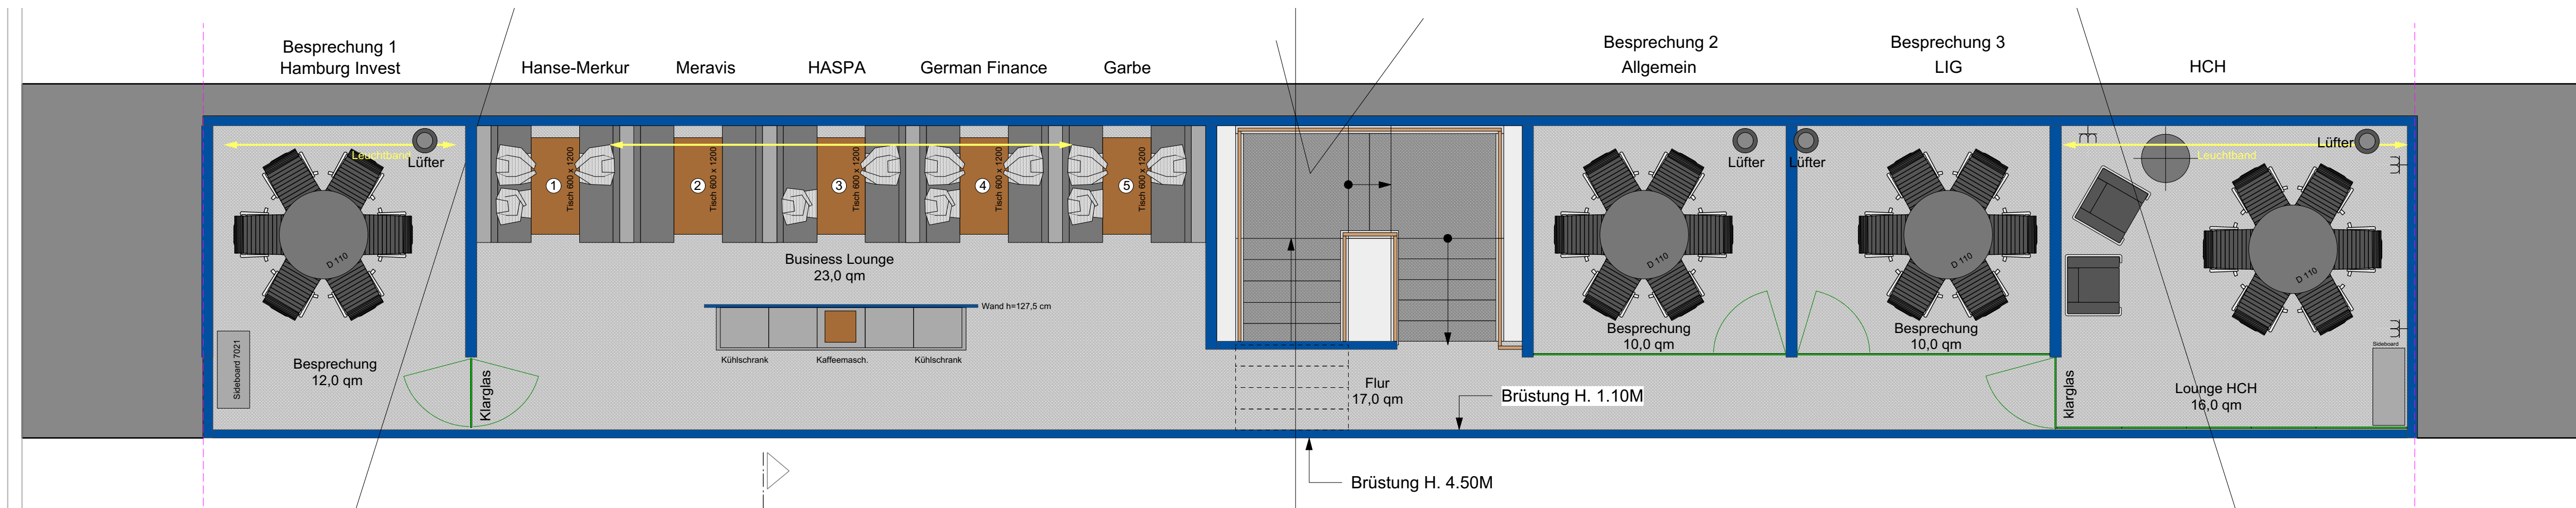 Besprechung 1
Hamburg Invest
Hanse-Merkur
Meravis
HASPA
German Finance
Garbe
Besprechung 2
Allgemein
Besprechung 3
LIG
HCH
Leuchtband
Lüfter
D 110
Sideboard 7021
Besprechung
12,0 qm
Klarglas
1
Tisch 600 x 1200
2
Tisch 600 x 1200
3
Tisch 600 x 1200
4
Tisch 600 x 1200
5
Tisch 600 x 1200
Business Lounge
23,0 qm
Wand h=127,5 cm
Kühlschrank
Kaffeemasch.
Kühlschrank
Flur
17,0 qm
Brüstung H. 1.10M
Brüstung H. 4.50M
Lüfter
D 110
Besprechung
10,0 qm
Lüfter
D 110
Besprechung
10,0 qm
Leuchtband
Lüfter
D 110
Sideboard
klarglas
Lounge HCH
16,0 qm